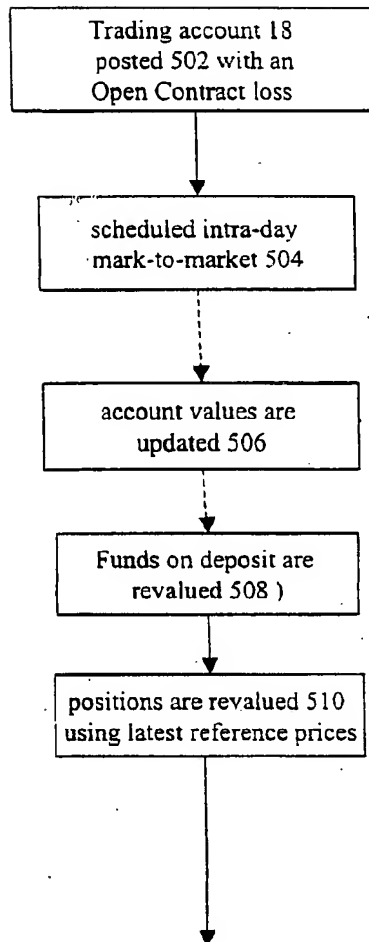 Trading account 18
posted 502 with an
Open Contract loss
scheduled intra-day
mark-to-market 504
account values are
updated 506
Funds on deposit are
revalued 508 )
positions are revalued 510
using latest reference prices